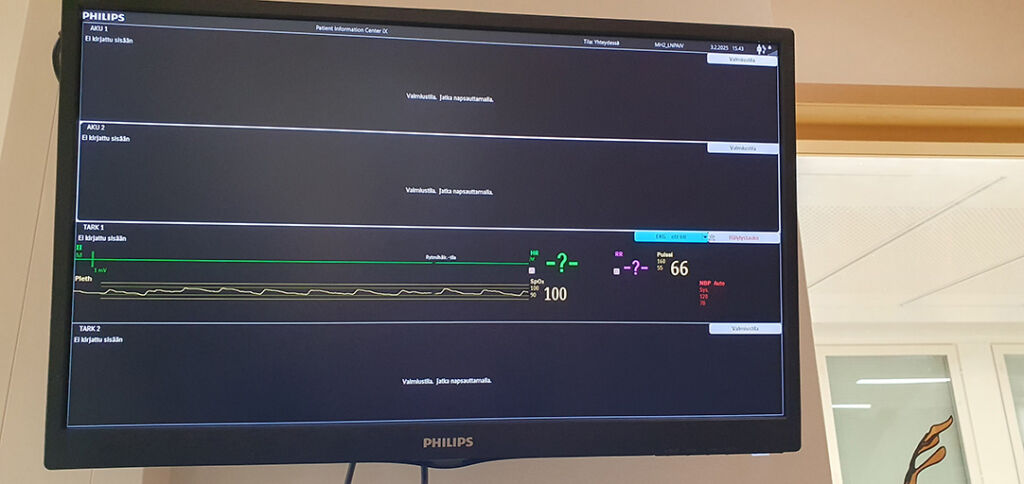 PHILIPS
AKU 1
Patient Information Center iX
Tila: Yhteydessä
MH2_LNPAIV
3.2.2025 15.43
Ei kirjattu sisään
Valmiustila
Valmiustila. Jatka napsauttamalla.
AKU 2
Ei kirjattu sisään
Valmiustila
Valmiustila. Jatka napsauttamalla.
TARK 1
Ei kirjattu sisään
Hälytystauko
II
M
1 mV
HR
-?-
RR
-?-
Pulssi
160
55
66
Pleth
SpO₂
100
90
100
NBP Auto
Sys.
120
70
TARK 2
Ei kirjattu sisään
Valmiustila
Valmiustila. Jatka napsauttamalla.
PHILIPS